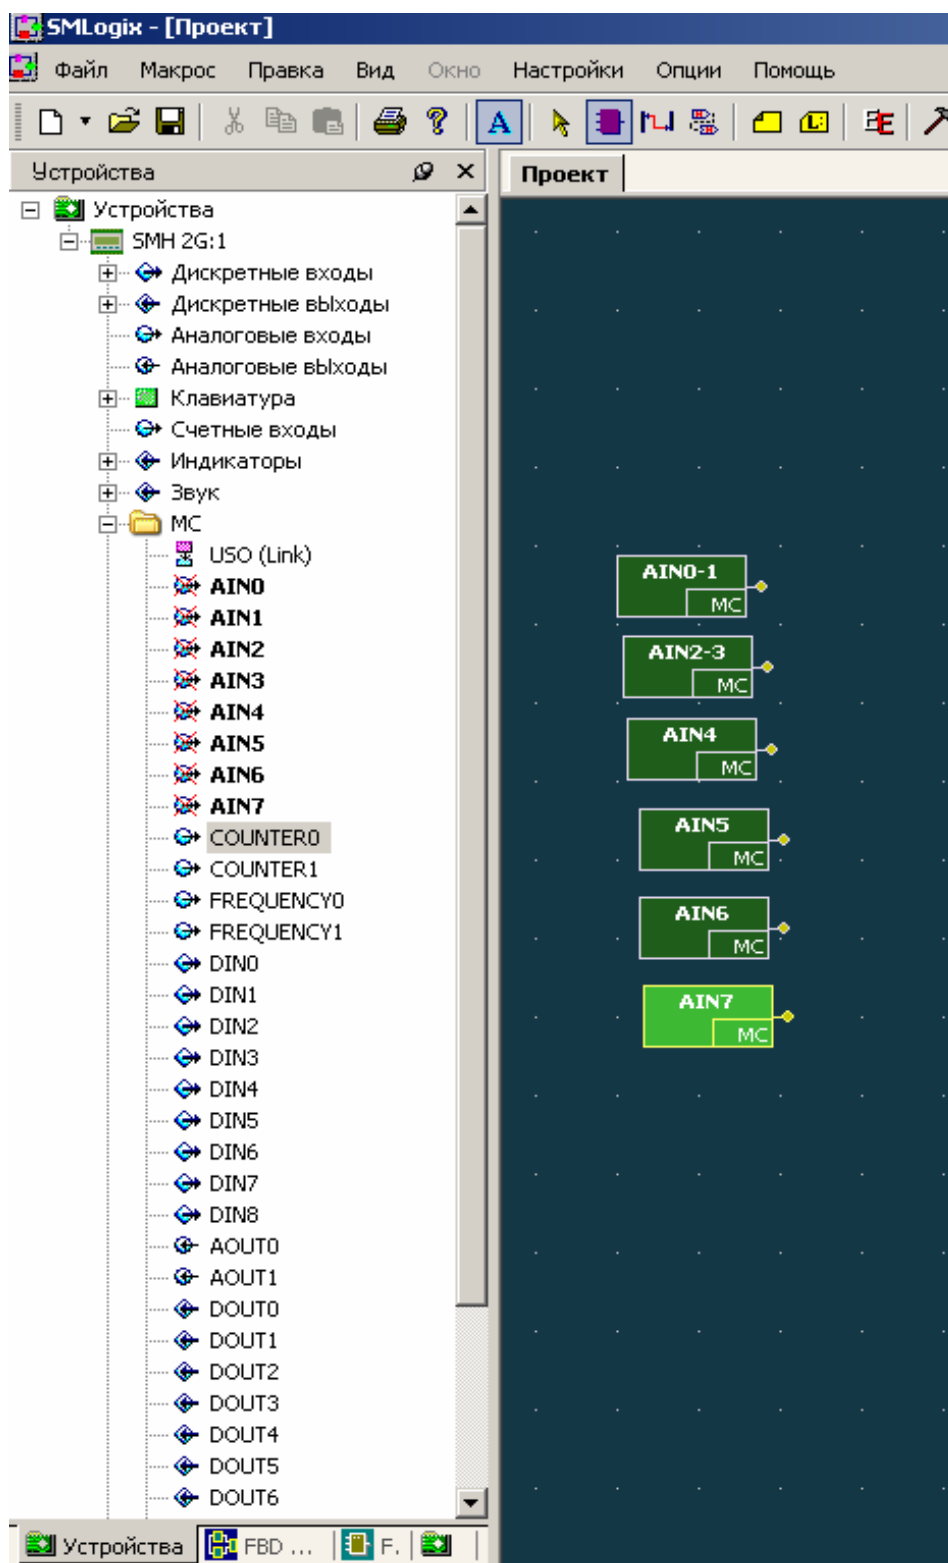 SMLogix - [Проект]
Файл Макрос Правка Вид Окно Настройки Опции Помощь
Устройства
Проект
Устройства
SMH 2G:1
Дискретные входы
Дискретные вЫходы
Аналоговые входы
Аналоговые вЫходы
Клавиатура
Счетные входы
Индикаторы
Звук
MC
USO (Link)
AIN0
AIN1
AIN2
AIN3
AIN4
AIN5
AIN6
AIN7
COUNTER0
COUNTER1
FREQUENCY0
FREQUENCY1
DIN0
DIN1
DIN2
DIN3
DIN4
DIN5
DIN6
DIN7
DIN8
AOUT0
AOUT1
DOUT0
DOUT1
DOUT2
DOUT3
DOUT4
DOUT5
DOUT6
Устройства FBD ... F.
AIN0-1
MC
AIN2-3
MC
AIN4
MC
AIN5
MC
AIN6
MC
AIN7
MC